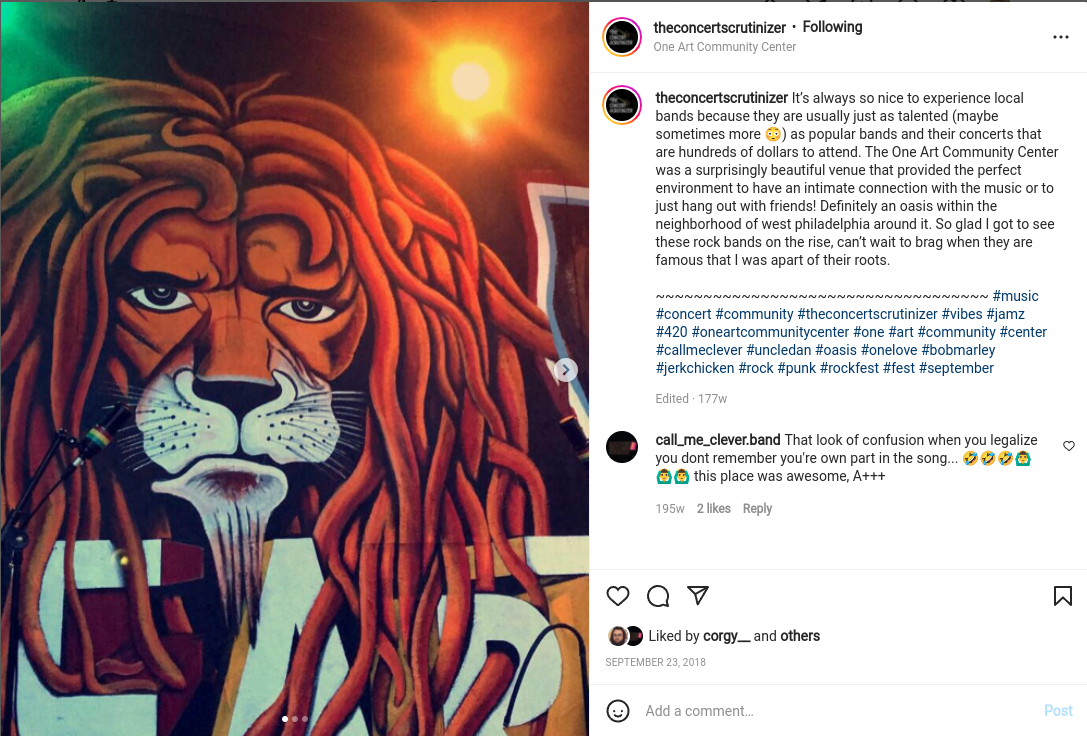 theconcertscrutinizer • Following
One Art Community Center
theconcertscrutinizer It’s always so nice to experience local
bands because they are usually just as talented (maybe
sometimes more 😳) as popular bands and their concerts that
are hundreds of dollars to attend. The One Art Community Center
was a surprisingly beautiful venue that provided the perfect
environment to have an intimate connection with the music or to
just hang out with friends! Definitely an oasis within the
neighborhood of west philadelphia around it. So glad I got to see
these rock bands on the rise, can’t wait to brag when they are
famous that I was apart of their roots.
~~~~~~~~~~~~~~~~~~~~~~~~~~~~~~~~~~~ #music
#concert #community #theconcertscrutinizer #vibes #jamz
#420 #oneartcommunitycenter #one #art #community #center
#callmeclever #uncledan #oasis #onelove #bobmarley
#jerkchicken #rock #punk #rockfest #fest #september
Edited · 177w
call_me_clever.band That look of confusion when you legalize
you dont remember you're own part in the song... 🤣🤣🤣🙆‍♂️
🙆‍♂️🙆‍♂️ this place was awesome, A+++
195w 2 likes Reply
Liked by corgy__ and others
SEPTEMBER 23, 2018
Add a comment…
Post